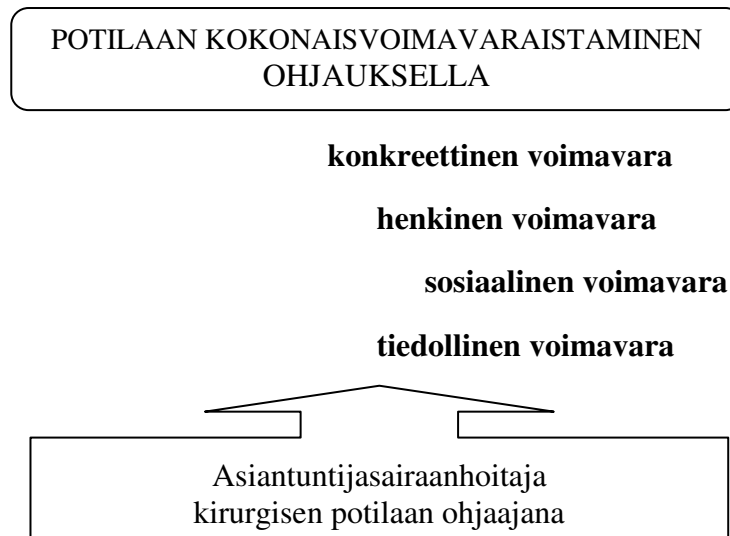 POTILAAN KOKONAISVOIMAVARAISTAMINEN
OHJAUKSELLA
konkreettinen voimavara
henkinen voimavara
sosiaalinen voimavara
tiedollinen voimavara
Asiantuntijasairaanhoitaja
kirurgisen potilaan ohjaajana